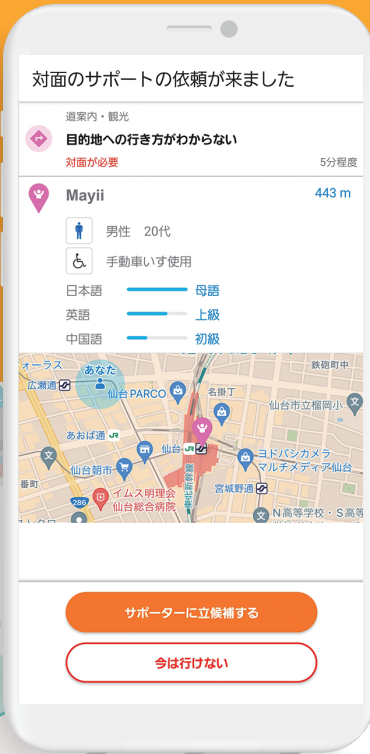 対面のサポートの依頼が来ました
道案内・観光
目的地への行き方がわからない
対面が必要
5分程度
Mayii
443 m
男性 20代
手動車いす使用
日本語 母語
英語 上級
中国語 初級
オーラス
あなた
鉄砲町中
広瀬通
仙台PARCO
名掛丁
仙台市立榴岡小
あおば通 JR
仙台 JR
ヨドバシカメラ
マルチメディア仙台
仙台朝市
番町
イムス明理会
仙台総合病院
286
宮城野通
N高等学校・S高等
サポーターに立候補する
今は行けない